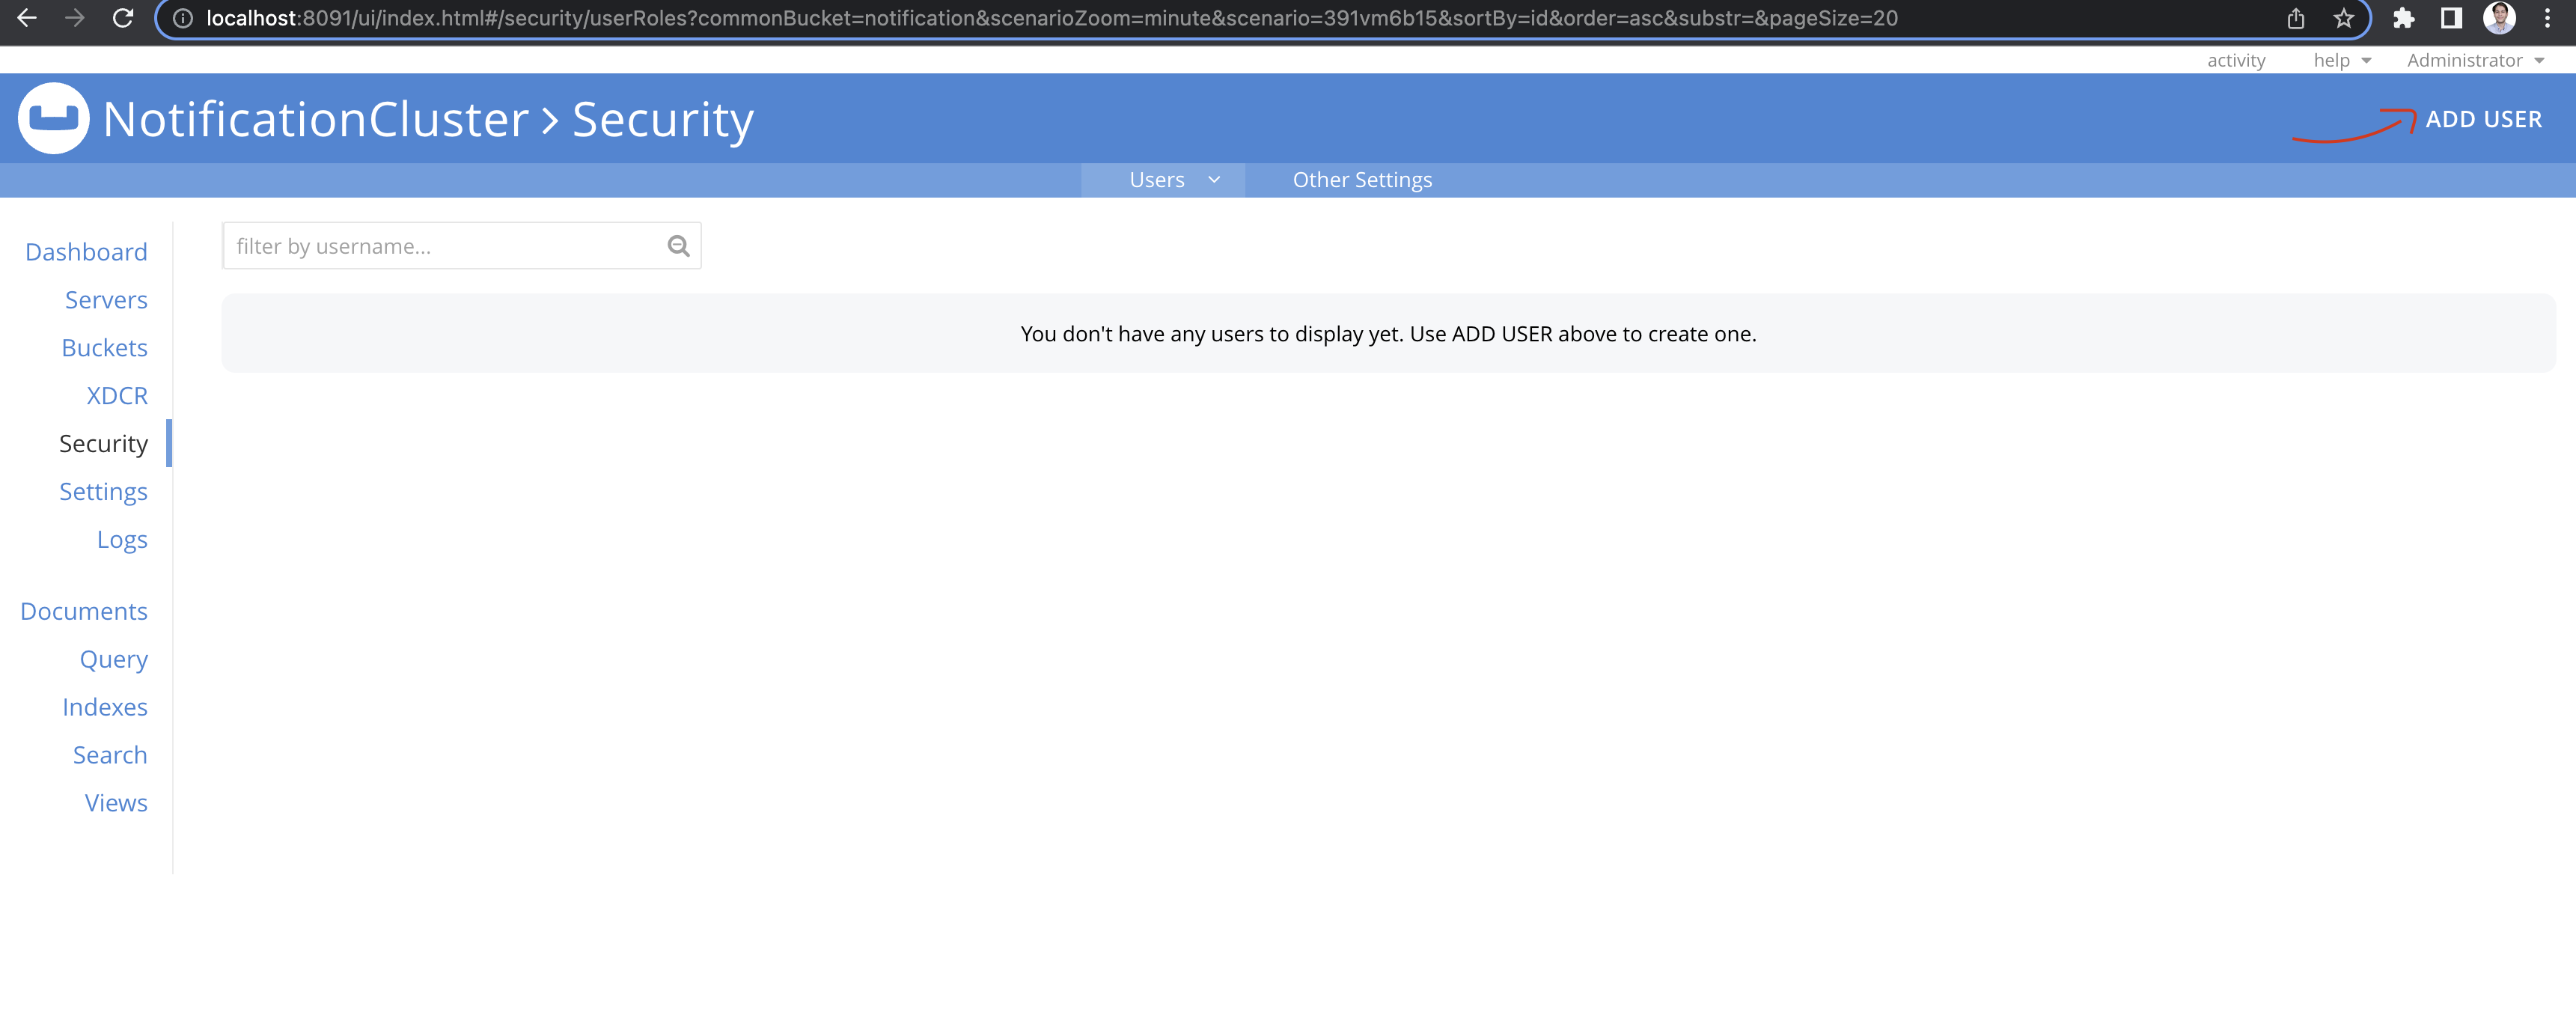 localhost:8091/ui/index.html#/security/userRoles?commonBucket=notification&scenarioZoom=minute&scenario=391vm6b15&sortBy=id&order=asc&substr=&pageSize=20
activity help Administrator
NotificationCluster > Security ADD USER
Users Other Settings
filter by username...
You don't have any users to display yet. Use ADD USER above to create one.
Dashboard
Servers
Buckets
XDCR
Security
Settings
Logs
Documents
Query
Indexes
Search
Views